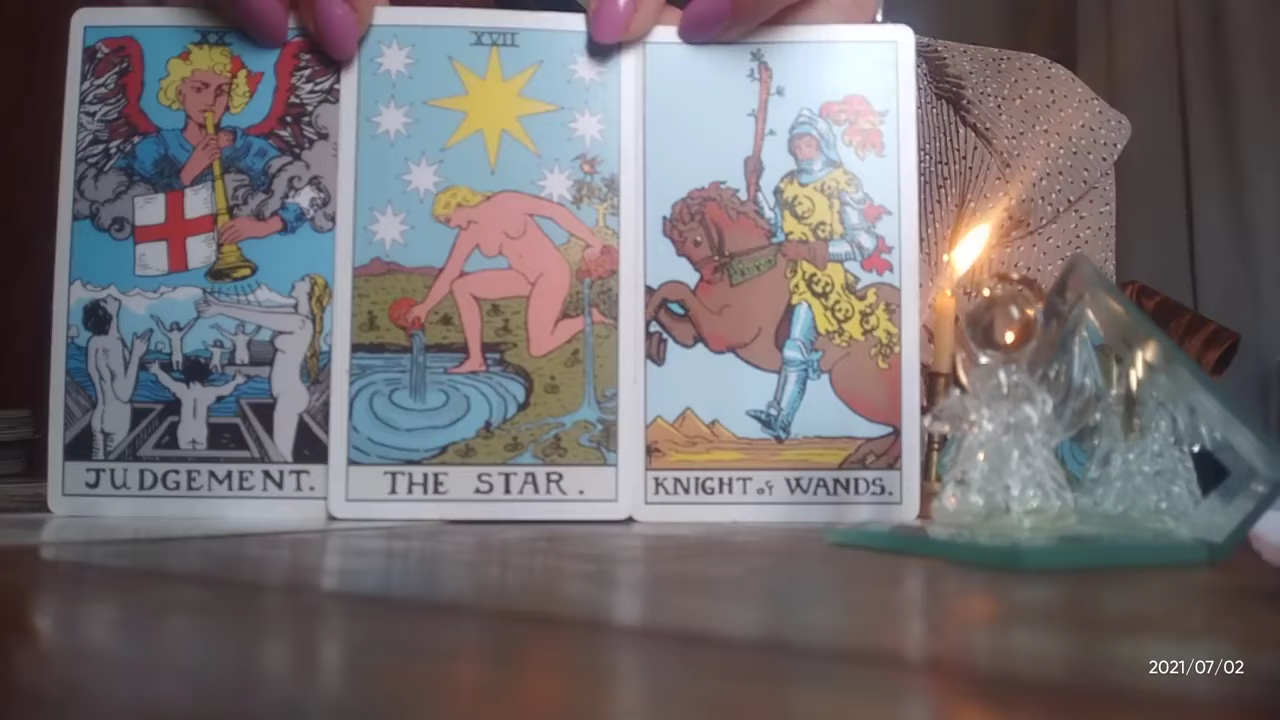 XX
XVII
JUDGEMENT.
THE STAR.
KNIGHT of WANDS.
2021/07/02